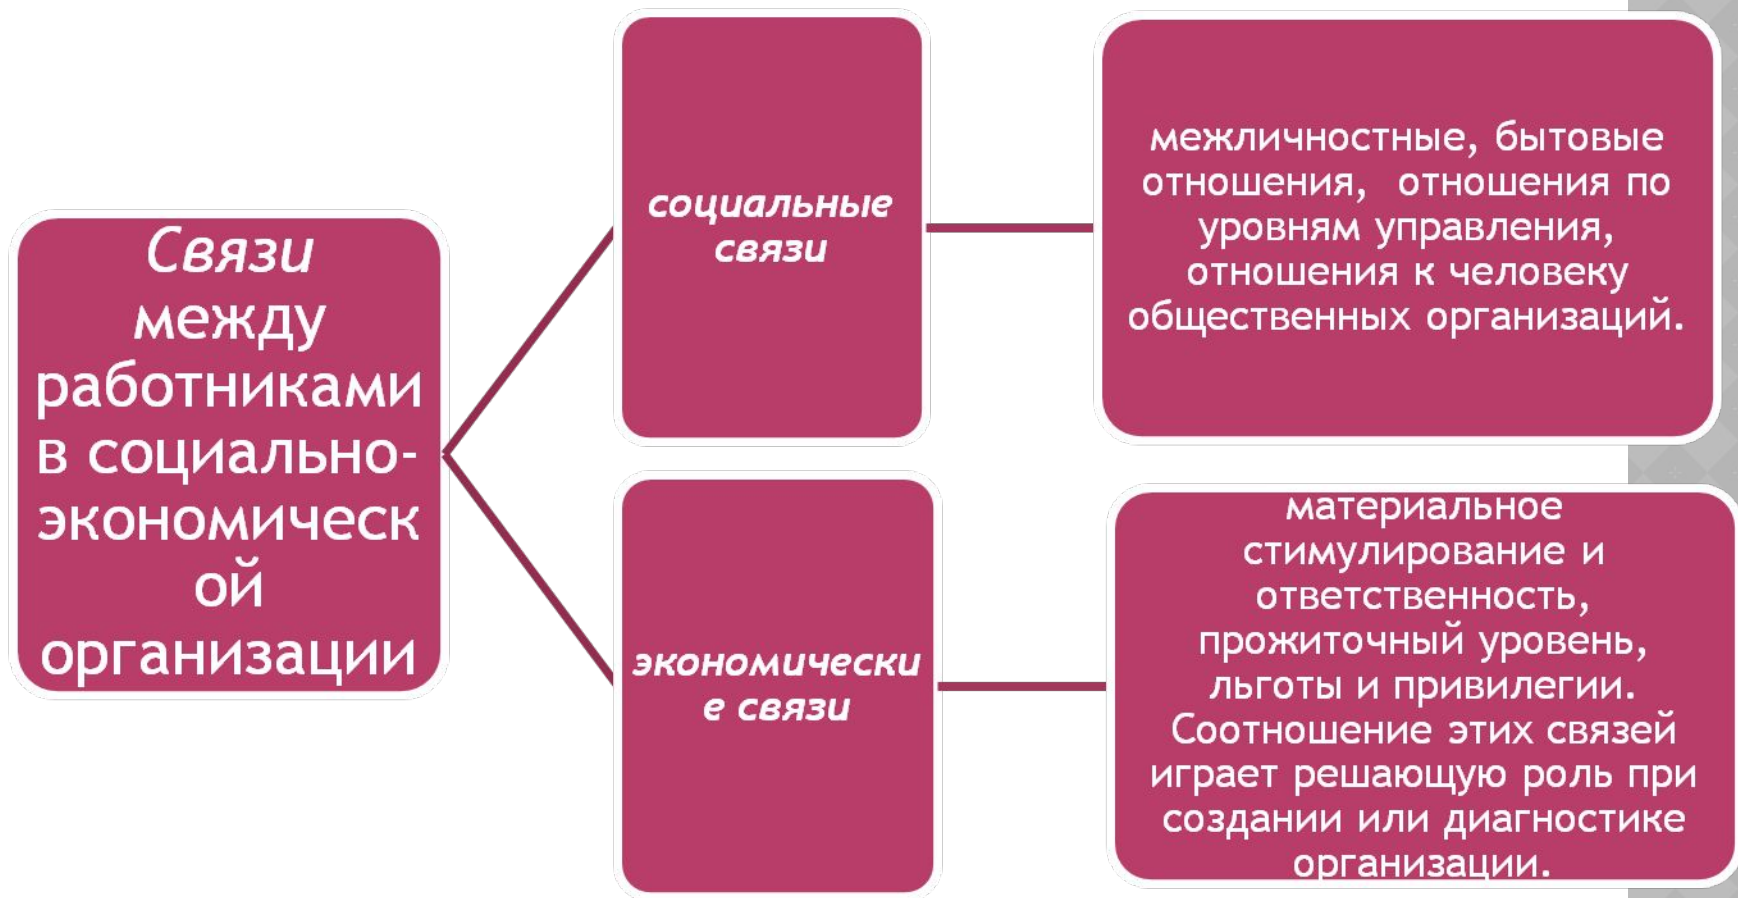 Связи
между
работниками
в социально-
экономическ
ой
организации
социальные
связи
межличностные, бытовые
отношения, отношения по
уровням управления,
отношения к человеку
общественных организаций.
экономически
е связи
материальное
стимулирование и
ответственность,
прожиточный уровень,
льготы и привилегии.
Соотношение этих связей
играет решающую роль при
создании или диагностике
организации.